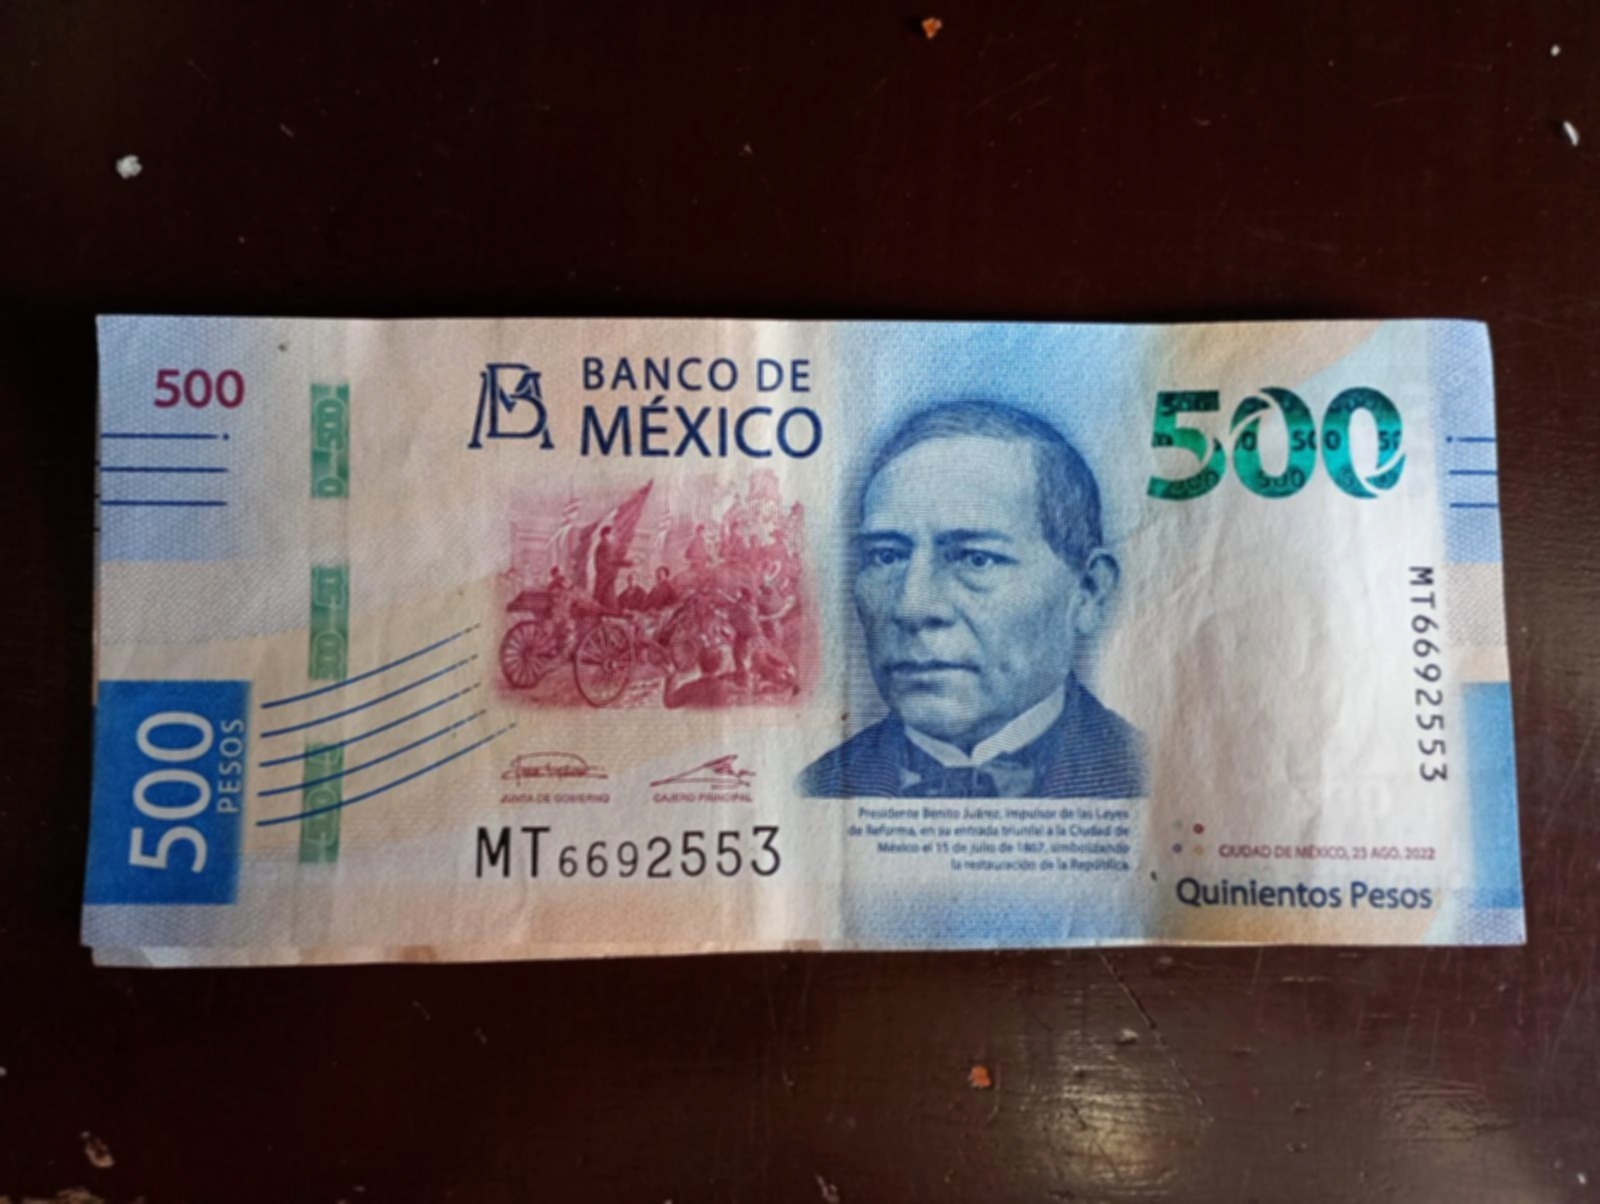 500
BANCO DE
MÉXICO
500
500
PESOS
JUNTA DE GOBIERNO
CAJERO PRINCIPAL
MT6692553
Presidente Benito Juárez, impulsor de las Leyes
de Reforma, en su entrada triunfal a la Ciudad de
México el 15 de julio de 1867, simbolizando
la restauración de la República.
MT6692553
CIUDAD DE MÉXICO, 23 AGO. 2022
Quinientos Pesos